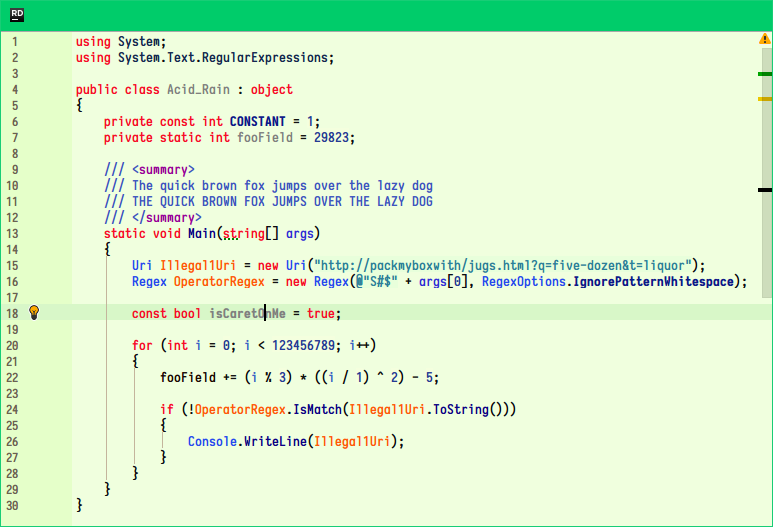 RD
1 using System;
2 using System.Text.RegularExpressions;
3
4 public class Acid_Rain : object
5 {
6 private const int CONSTANT = 1;
7 private static int fooField = 29823;
8
9 /// <summary>
10 /// The quick brown fox jumps over the lazy dog
11 /// THE QUICK BROWN FOX JUMPS OVER THE LAZY DOG
12 /// </summary>
13 static void Main(string[] args)
14 {
15 Uri Illegal1Uri = new Uri("http://packmyboxwith/jugs.html?q=five-dozen&t=liquor");
16 Regex OperatorRegex = new Regex(@"S#$" + args[0], RegexOptions.IgnorePatternWhitespace);
17
18 const bool isCaretOnMe = true;
19
20 for (int i = 0; i < 123456789; i++)
21 {
22 fooField += (i % 3) * ((i / 1) ^ 2) - 5;
23
24 if (!OperatorRegex.IsMatch(Illegal1Uri.ToString()))
25 {
26 Console.WriteLine(Illegal1Uri);
27 }
28 }
29 }
30 }